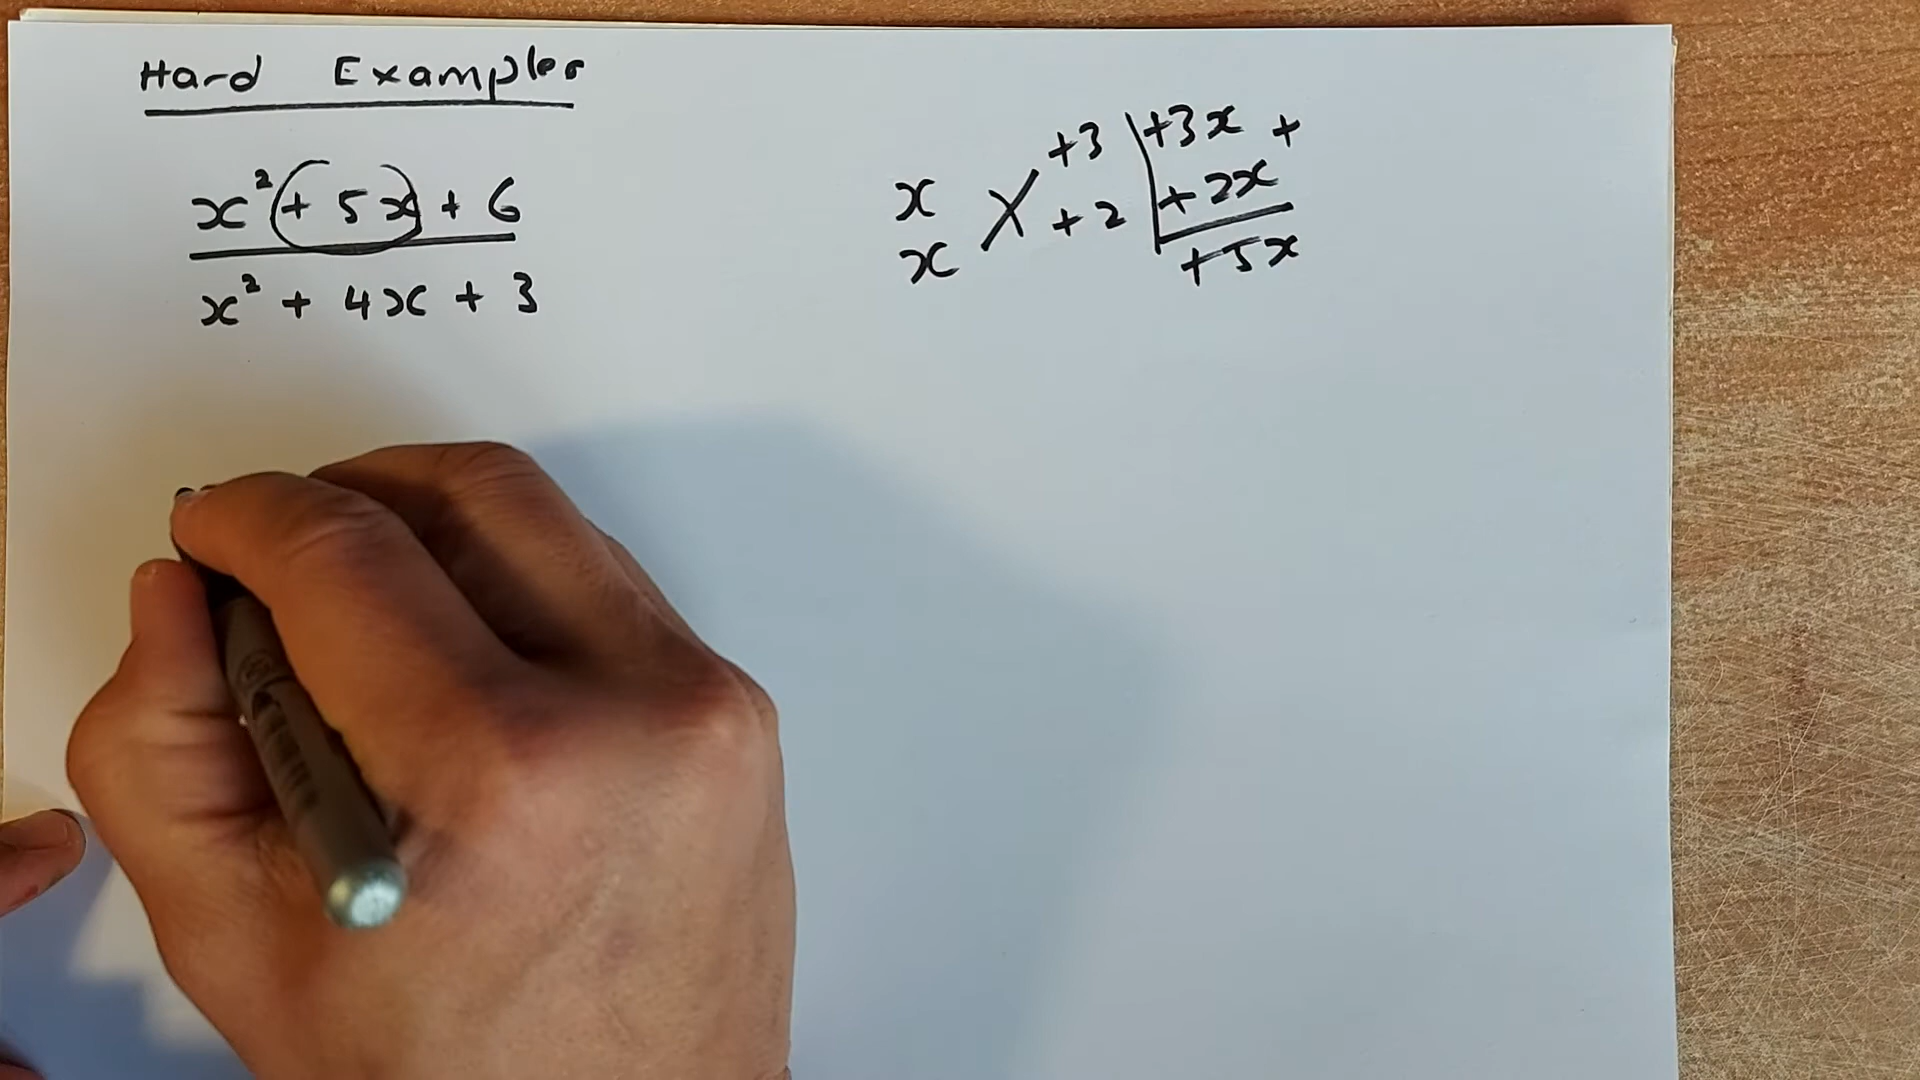 Hard Examples
x² + 5x + 6
x² + 4x + 3
+3 +3x +
x +2 +2x
x +5x